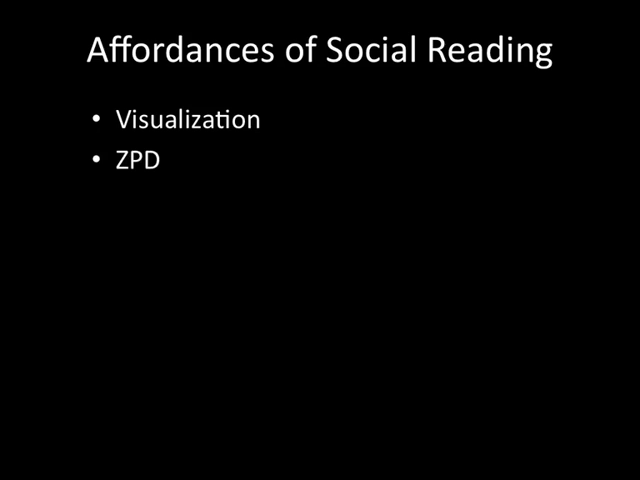 Affordances of Social Reading
• Visualization
• ZPD